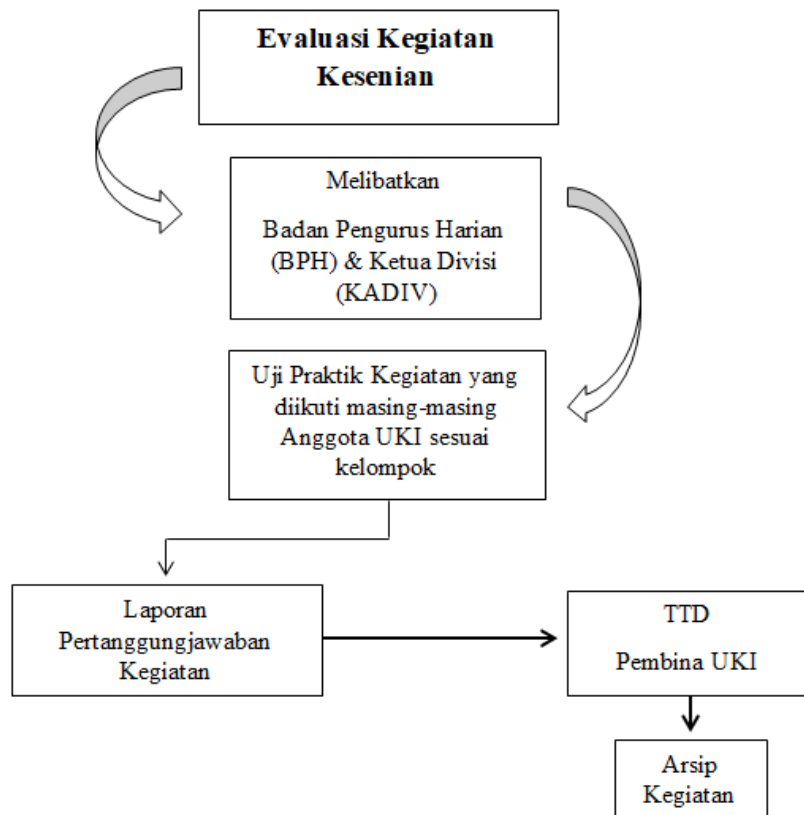 Evaluasi Kegiatan
Kesenian
Melibatkan
Badan Pengurus Harian
(BPH) & Ketua Divisi
(KADIV)
Uji Praktik Kegiatan yang
diikuti masing-masing
Anggota UKI sesuai
kelompok
Laporan
Pertanggungjawaban
Kegiatan
TTD
Pembina UKI
Arsip
Kegiatan